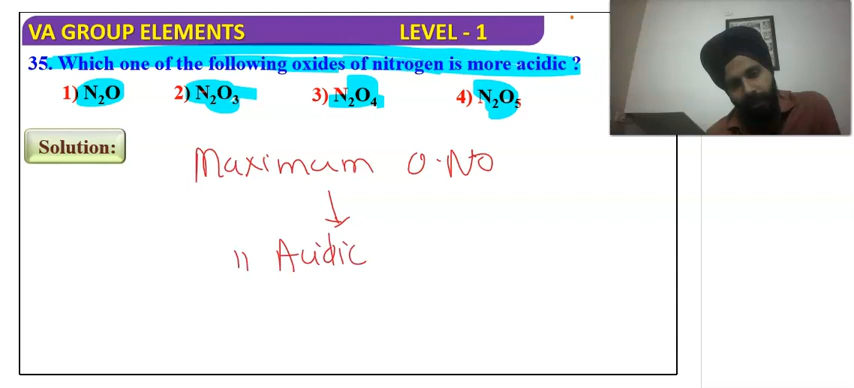 VA GROUP ELEMENTS LEVEL - 1
35. Which one of the following oxides of nitrogen is more acidic ?
1) N₂O 2) N₂O₃ 3) N₂O₄ 4) N₂O₅
Solution:
Maximum O.No
↓
" Acidic